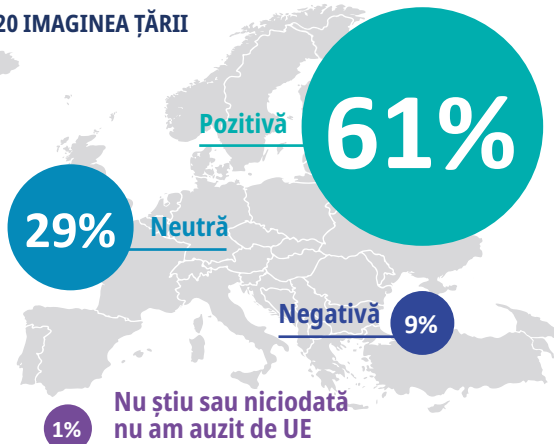 20 IMAGINEA ȚĂRII
Pozitivă
61%
29%
Neutră
Negativă
9%
1%
Nu știu sau niciodată
nu am auzit de UE